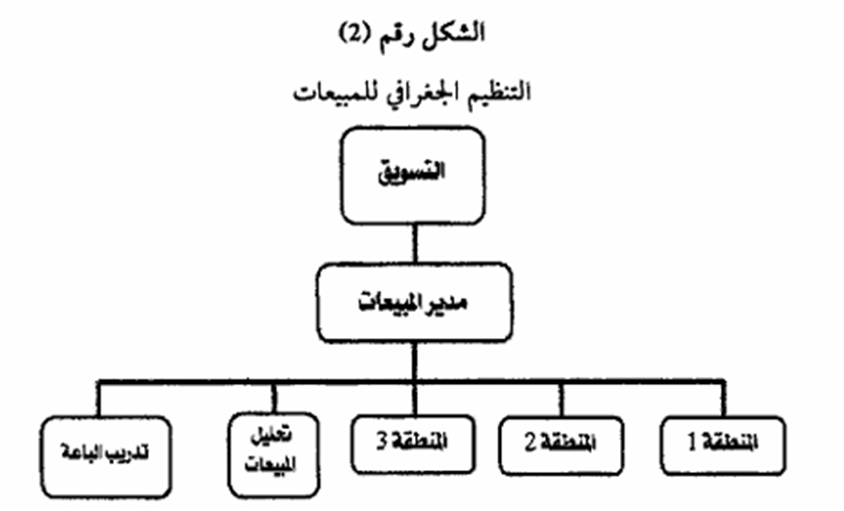 الشكل رقم (2)
التنظيم الجغرافي للمبيعات
التسويق
مدير المبيعات
المنطقة 1
المنطقة 2
المنطقة 3
تحليل
المبيعات
تدريب الباعة